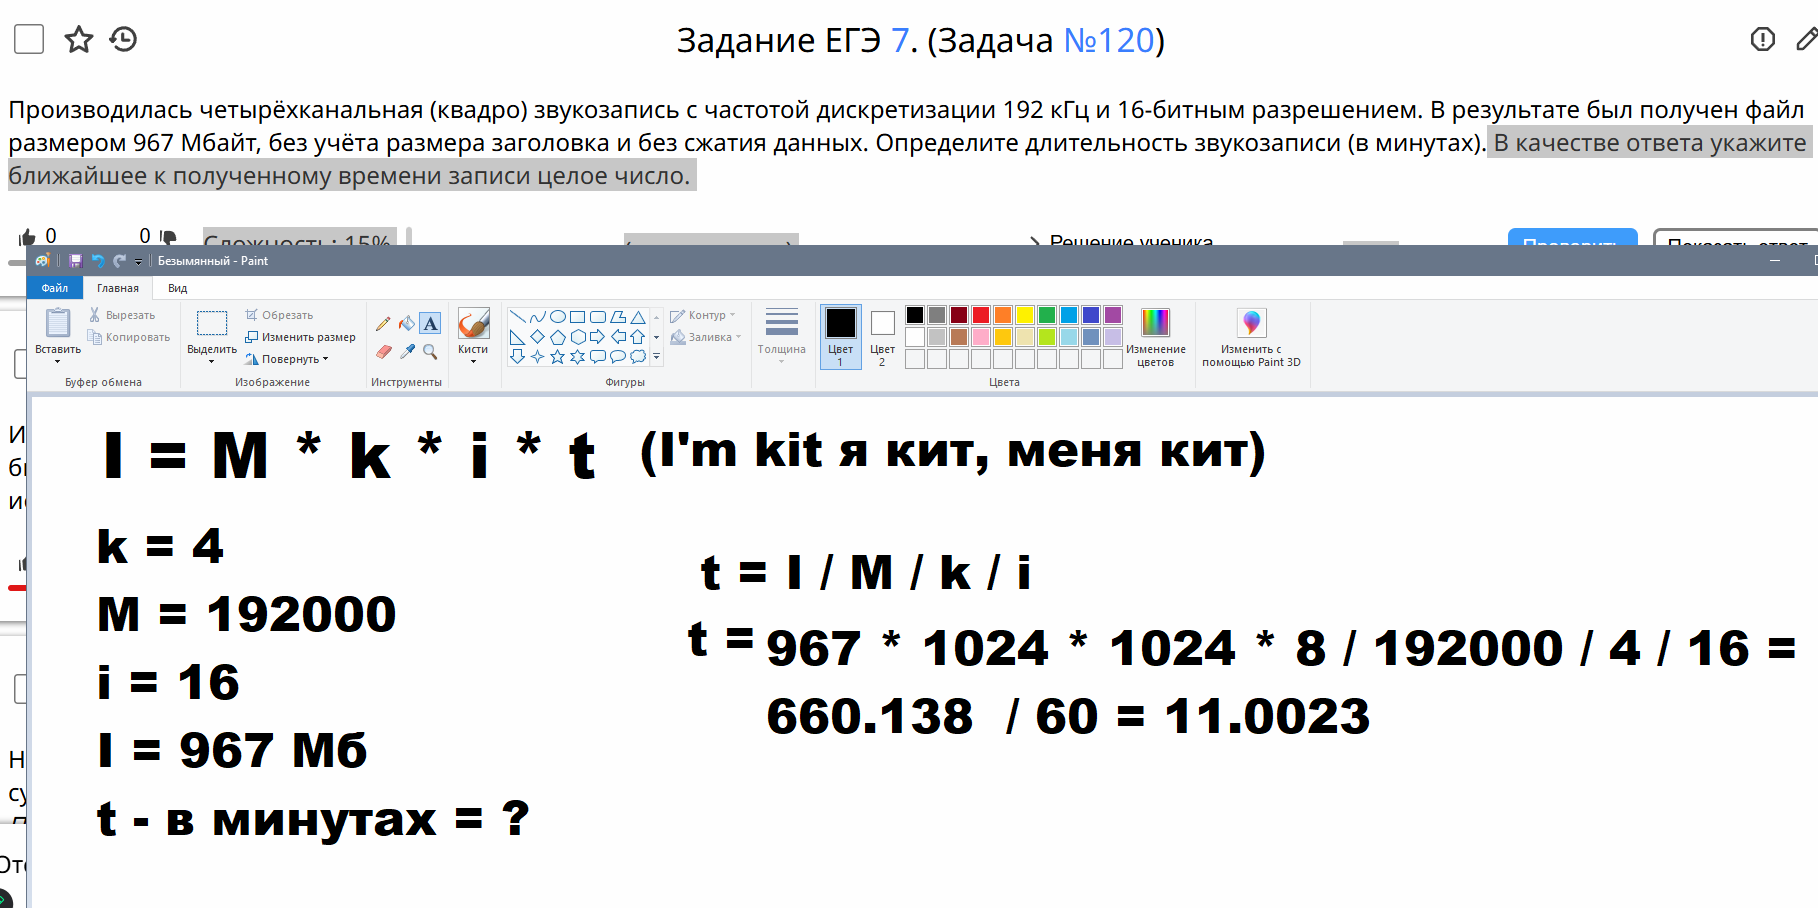 Задание ЕГЭ 7. (Задача №120)
Производилась четырёхканальная (квадро) звукозапись с частотой дискретизации 192 кГц и 16-битным разрешением. В результате был получен файл
размером 967 Мбайт, без учёта размера заголовка и без сжатия данных. Определите длительность звукозаписи (в минутах). В качестве ответа укажите
ближайшее к полученному времени записи целое число.
0 0 Сложность: 15% Решение ученика Проверить Показать ответ
Безымянный - Paint
Файл Главная Вид
Вставить Вырезать Копировать
Выделить Обрезать Изменить размер Повернуть
Кисти
Контур Заливка
Толщина
Цвет 1 Цвет 2
Изменение цветов
Изменить с помощью Paint 3D
Буфер обмена Изображение Инструменты Фигуры Цвета
I = M * k * i * t (I'm kit я кит, меня кит)
k = 4
M = 192000
i = 16
I = 967 Мб
t - в минутах = ?
t = I / M / k / i
t = 967 * 1024 * 1024 * 8 / 192000 / 4 / 16 =
660.138 / 60 = 11.0023